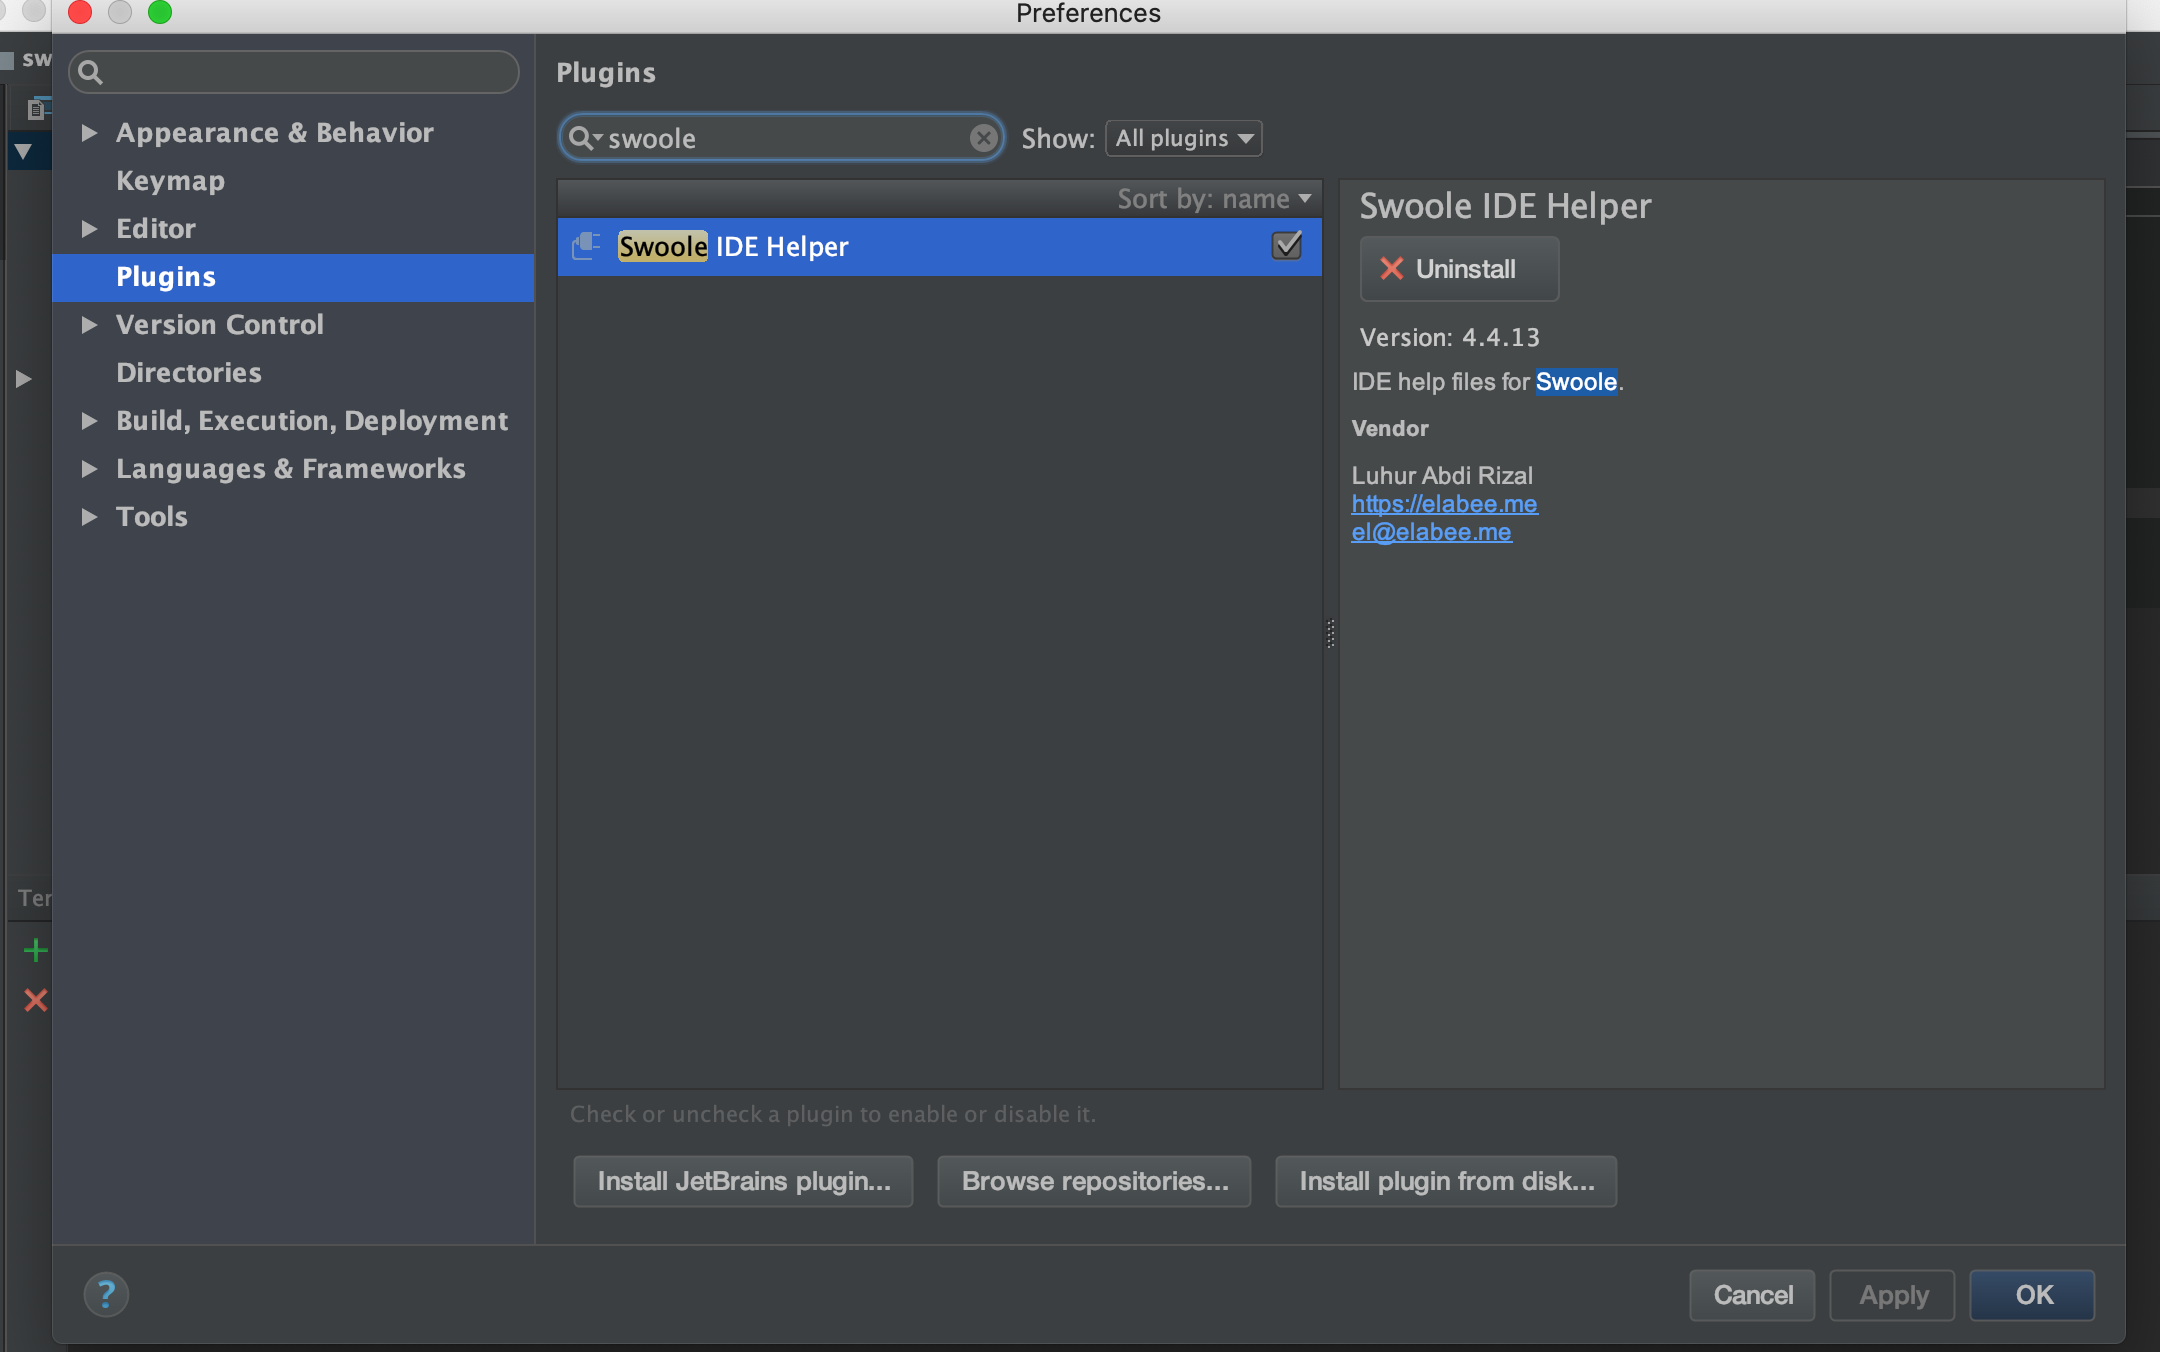 Preferences
sw
Plugins
Appearance & Behavior
Keymap
Editor
Plugins
Version Control
Directories
Build, Execution, Deployment
Languages & Frameworks
Tools
swoole
Show: All plugins
Sort by: name
Swoole IDE Helper
Swoole IDE Helper
Uninstall
Version: 4.4.13
IDE help files for Swoole.
Vendor
Luhur Abdi Rizal
https://elabee.me
el@elabee.me
Ter
Check or uncheck a plugin to enable or disable it.
Install JetBrains plugin... Browse repositories... Install plugin from disk...
? Cancel Apply OK